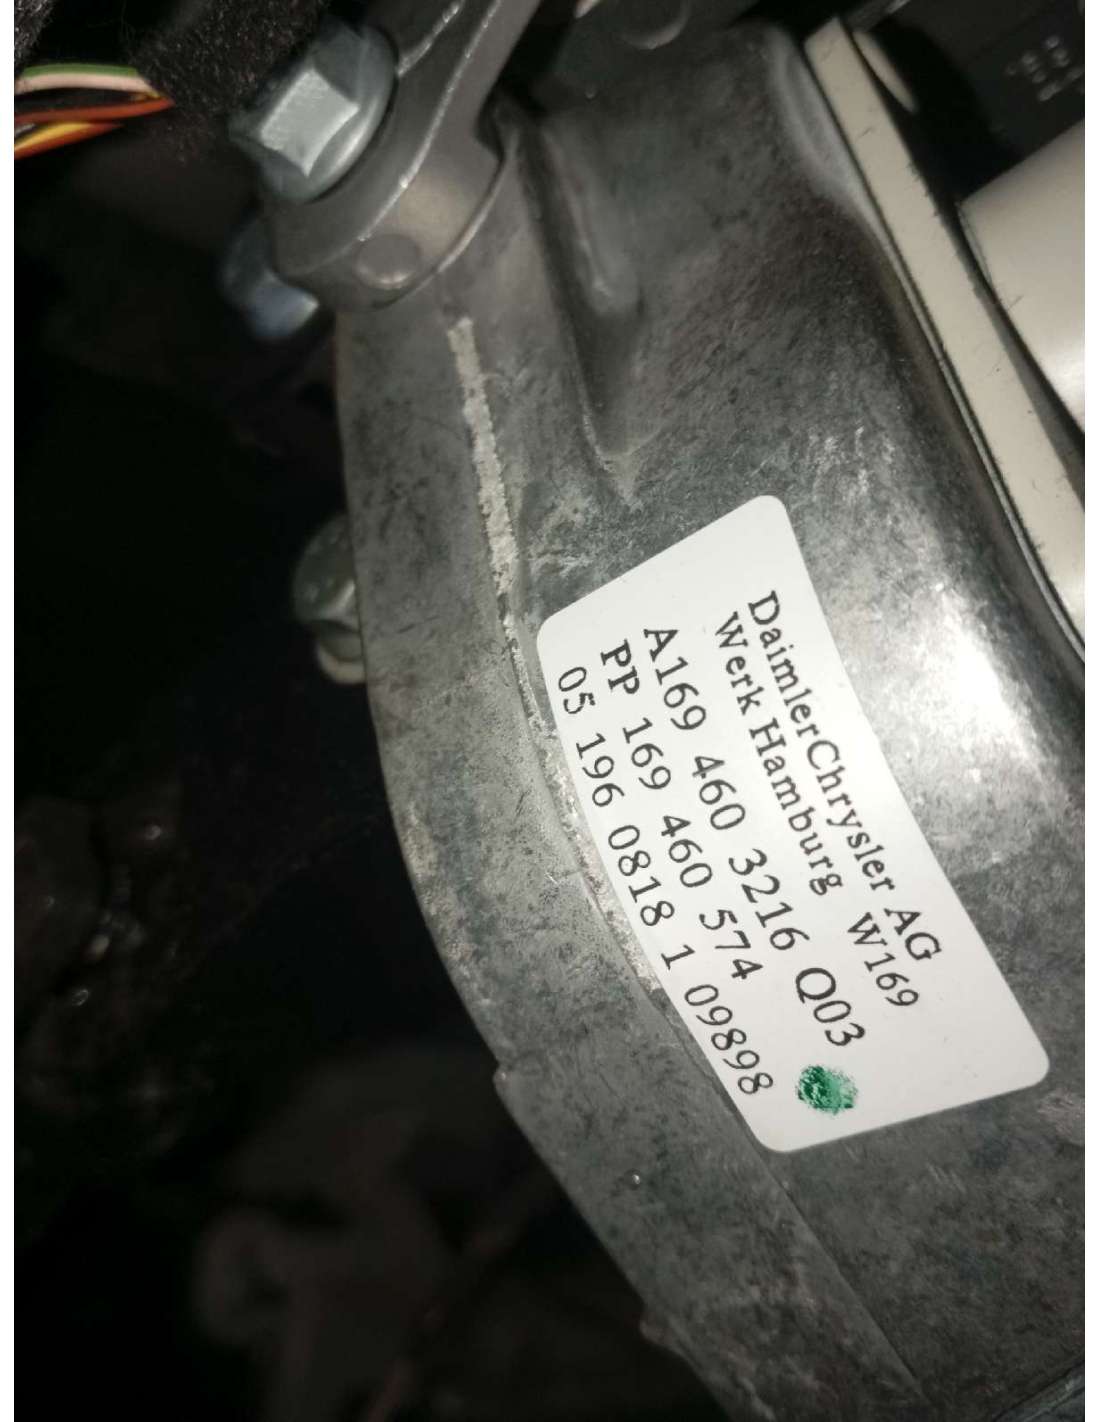 DaimlerChrysler AG
Werk Hamburg W169
A169 460 3216 Q03
PP 169 460 574
05 196 0818 1 09898